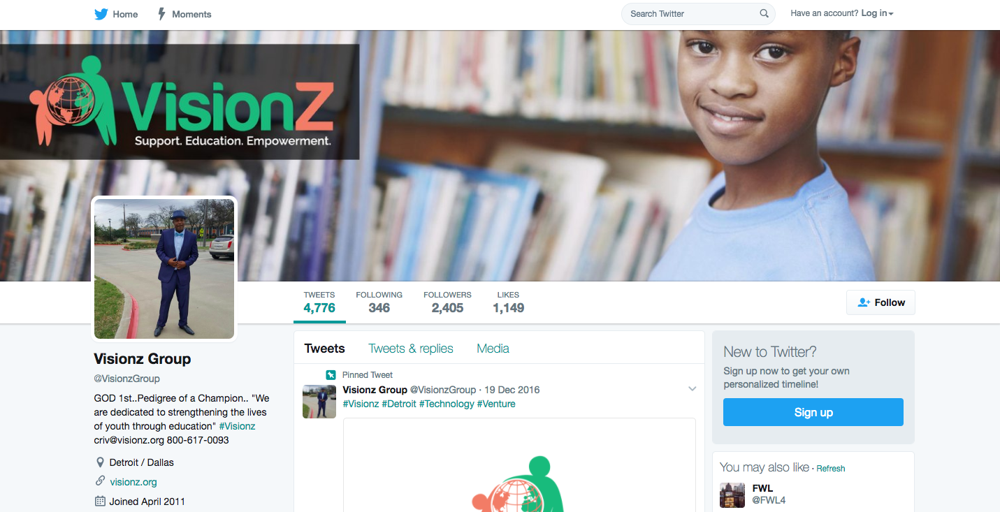 Home
Moments
Search Twitter
Have an account? Log in
VisionZ
Support. Education. Empowerment.
TWEETS
4,776
FOLLOWING
346
FOLLOWERS
2,405
LIKES
1,149
Follow
Visionz Group
@VisionzGroup
GOD 1st..Pedigree of a Champion.. "We
are dedicated to strengthening the lives
of youth through education" #Visionz
criv@visionz.org 800-617-0093
Detroit / Dallas
visionz.org
Joined April 2011
Tweets
Tweets & replies
Media
Pinned Tweet
Visionz Group @VisionzGroup · 19 Dec 2016
#Visionz #Detroit #Technology #Venture
New to Twitter?
Sign up now to get your own
personalized timeline!
Sign up
You may also like · Refresh
FWL
@FWL4